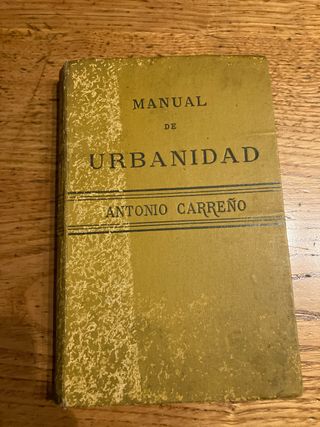 MANUAL
DE
URBANIDAD
ANTONIO CARREÑO